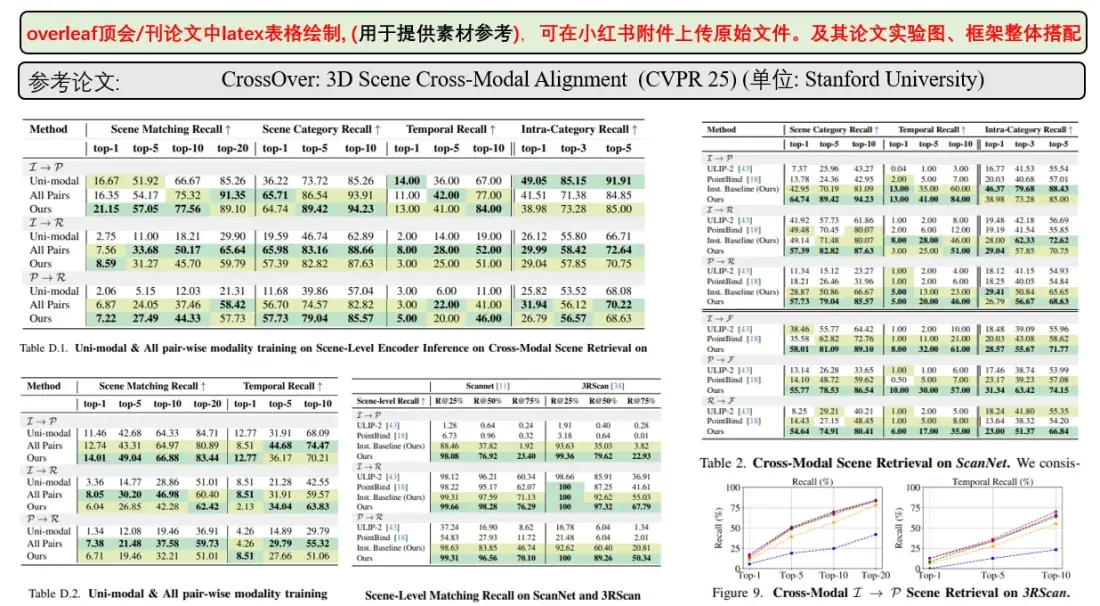 overleaf顶会/刊论文中latex表格绘制, (用于提供素材参考)，可在小红书附件上传原始文件。及其论文实验图、框架整体搭配
参考论文: CrossOver: 3D Scene Cross-Modal Alignment (CVPR 25) (单位: Stanford University)
Method Scene Matching Recall ↑ Scene Category Recall ↑ Temporal Recall ↑ Intra-Category Recall ↑
top-1 top-5 top-10 top-20 top-1 top-5 top-10 top-1 top-5 top-10 top-1 top-3 top-5
I → P
Uni-modal 16.67 51.92 66.67 85.26 36.22 73.72 85.26 14.00 36.00 67.00 49.05 85.15 91.91
All Pairs 16.35 54.17 75.32 91.35 65.71 86.54 93.91 11.00 42.00 77.00 41.51 71.38 84.85
Ours 21.15 57.05 77.56 89.10 64.74 89.42 94.23 13.00 41.00 84.00 38.98 73.28 85.00
I → R
Uni-modal 2.75 11.00 18.21 29.90 19.59 46.74 62.89 2.00 14.00 19.00 26.12 55.80 66.71
All Pairs 7.56 33.68 50.17 65.64 65.98 83.16 88.66 8.00 28.00 52.00 29.99 58.42 72.64
Ours 8.59 31.27 45.70 59.79 57.39 82.82 87.63 3.00 25.00 51.00 29.04 57.85 70.75
P → R
Uni-modal 2.06 5.15 12.03 21.31 11.68 39.86 57.04 3.00 6.00 11.00 25.82 53.52 68.08
All Pairs 6.87 24.05 37.46 58.42 56.70 74.57 82.82 3.00 22.00 41.00 31.94 56.12 70.22
Ours 7.22 27.49 44.33 57.73 57.73 79.04 85.57 5.00 20.00 46.00 26.79 56.57 68.63
Table D.1. Uni-modal & All pair-wise modality training on Scene-Level Encoder Inference on Cross-Modal Scene Retrieval on
Method Scene Matching Recall ↑ Temporal Recall ↑
top-1 top-5 top-10 top-20 top-1 top-5 top-10
I → P
Uni-modal 11.46 42.68 64.33 84.71 12.77 31.91 68.09
All Pairs 12.74 43.31 64.97 80.89 8.51 44.68 74.47
Ours 14.01 49.04 66.88 83.44 12.77 36.17 70.21
I → R
Uni-modal 3.36 14.77 28.86 51.01 8.51 21.28 42.55
All Pairs 8.05 30.20 46.98 60.40 8.51 31.91 59.57
Ours 6.04 26.85 42.28 62.42 2.13 34.04 63.83
P → R
Uni-modal 1.34 12.08 19.46 36.91 4.26 14.89 29.79
All Pairs 7.38 21.48 37.58 59.73 4.26 29.79 55.32
Ours 6.71 19.46 32.21 51.01 8.51 27.66 51.06
Table D.2. Uni-modal & All pair-wise modality training
Scannet [11] 3RScan [38]
Scene-level Recall ↑ R@25% R@50% R@75% R@25% R@50% R@75%
I → P
ULIP-2 [43] 1.28 0.64 0.24 1.91 0.40 0.28
PointBind [18] 6.73 0.96 0.32 3.18 0.64 0.01
Inst. Baseline (Ours) 88.46 37.82 1.92 93.63 35.03 3.82
Ours 98.08 76.92 23.40 99.36 79.62 22.93
I → R
ULIP-2 [43] 98.12 96.21 60.34 98.66 85.91 36.91
PointBind [18] 98.22 95.17 62.07 100 87.25 41.61
Inst. Baseline (Ours) 99.31 97.59 71.13 100 92.62 55.03
Ours 99.66 98.28 76.29 100 97.32 67.79
P → R
ULIP-2 [43] 37.24 16.90 8.62 16.78 6.04 1.34
PointBind [18] 54.83 27.93 11.72 21.48 6.04 2.01
Inst. Baseline (Ours) 98.63 83.85 46.74 92.62 60.40 20.81
Ours 99.31 96.56 70.10 100 89.26 50.34
Scene-Level Matching Recall on ScanNet and 3RScan
Method Scene Category Recall ↑ Temporal Recall ↑ Intra-Category Recall ↑
top-1 top-5 top-10 top-1 top-5 top-10 top-1 top-3 top-5
I → P
ULIP-2 [43] 7.37 25.96 43.27 0.04 1.00 3.00 16.77 41.53 55.54
PointBind [18] 13.78 24.36 42.95 2.00 5.00 7.00 20.03 40.68 57.01
Inst. Baseline (Ours) 42.95 70.19 81.09 13.00 35.00 60.00 46.37 79.68 88.43
Ours 64.74 89.42 94.23 13.00 41.00 84.00 38.98 73.28 85.00
I → R
ULIP-2 [43] 41.92 57.73 61.86 1.00 2.00 8.00 19.48 42.18 56.69
PointBind [18] 49.48 70.45 80.07 2.00 6.00 12.00 19.19 41.54 55.85
Inst. Baseline (Ours) 49.14 71.48 80.07 8.00 28.00 46.00 28.00 62.33 72.62
Ours 57.39 82.82 87.63 3.00 25.00 51.00 29.04 57.85 70.75
P → R
ULIP-2 [43] 11.34 15.12 23.27 1.00 2.00 4.00 18.12 41.15 54.93
PointBind [18] 18.21 26.46 31.96 1.00 2.00 4.00 18.25 40.05 54.84
Inst. Baseline (Ours) 28.87 50.86 66.67 5.00 13.00 23.00 29.41 50.84 65.65
Ours 57.73 79.04 85.57 5.00 20.00 46.00 26.79 56.67 68.63
I → F
ULIP-2 [43] 38.46 55.77 64.42 1.00 2.00 10.00 18.48 39.09 55.96
PointBind [18] 35.58 62.82 72.76 1.00 11.00 21.00 20.43 43.08 58.62
Ours 58.01 81.09 89.10 8.00 32.00 61.00 28.57 55.67 71.77
P → F
ULIP-2 [43] 13.14 26.28 33.65 1.00 2.00 6.00 17.46 38.74 53.99
PointBind [18] 14.10 48.72 59.62 0.50 5.00 7.00 23.17 39.23 57.08
Ours 55.77 78.53 86.54 10.00 30.00 57.00 31.34 63.42 74.15
R → F
ULIP-2 [43] 8.25 29.21 40.21 1.00 2.00 5.00 18.24 41.80 55.35
PointBind [18] 14.43 27.15 48.45 1.00 5.00 8.00 13.64 38.32 54.20
Ours 54.64 74.91 80.41 6.00 17.00 35.00 23.00 51.37 66.84
Table 2. Cross-Modal Scene Retrieval on ScanNet. We consis-
Recall (%) Temporal Recall (%)
Recall (%)
100
75
50
25
0
Top-1 Top-5 Top-10 Top-20
Recall (%)
100
75
50
25
0
Top-1 Top-5 Top-10
Figure 9. Cross-Modal I → P Scene Retrieval on 3RScan.